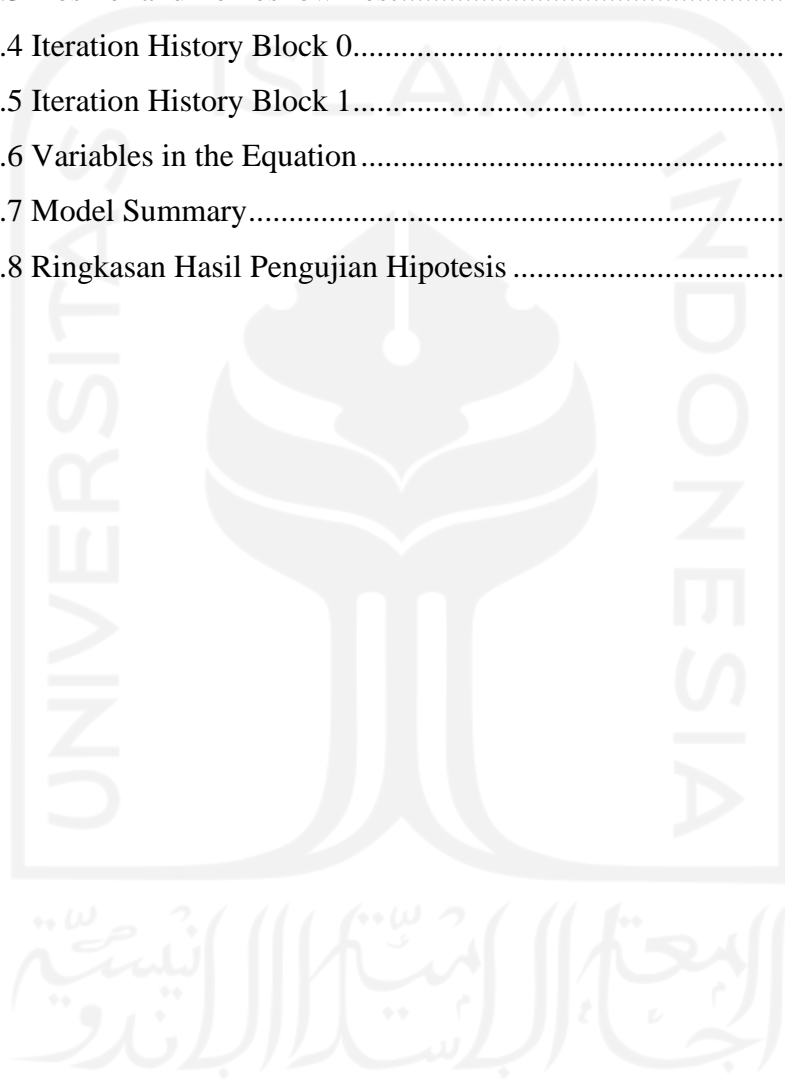 .4 Iteration History Block 0
.5 Iteration History Block 1
.6 Variables in the Equation
.7 Model Summary
.8 Ringkasan Hasil Pengujian Hipotesis
ISLAM
UNIVERSITAS
INDONESIA